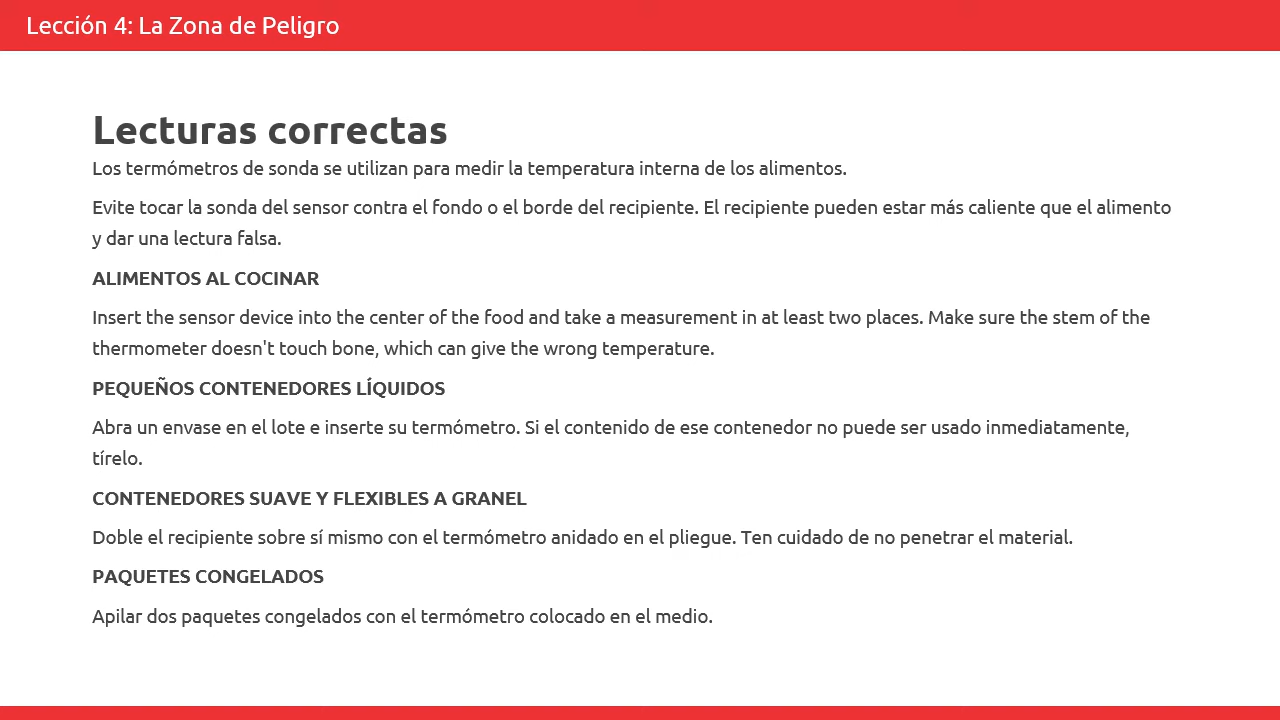 Lección 4: La Zona de Peligro
Lecturas correctas
Los termómetros de sonda se utilizan para medir la temperatura interna de los alimentos.
Evite tocar la sonda del sensor contra el fondo o el borde del recipiente. El recipiente pueden estar más caliente que el alimento
y dar una lectura falsa.
ALIMENTOS AL COCINAR
Insert the sensor device into the center of the food and take a measurement in at least two places. Make sure the stem of the
thermometer doesn't touch bone, which can give the wrong temperature.
PEQUEÑOS CONTENEDORES LÍQUIDOS
Abra un envase en el lote e inserte su termómetro. Si el contenido de ese contenedor no puede ser usado inmediatamente,
tírelo.
CONTENEDORES SUAVE Y FLEXIBLES A GRANEL
Doble el recipiente sobre sí mismo con el termómetro anidado en el pliegue. Ten cuidado de no penetrar el material.
PAQUETES CONGELADOS
Apilar dos paquetes congelados con el termómetro colocado en el medio.